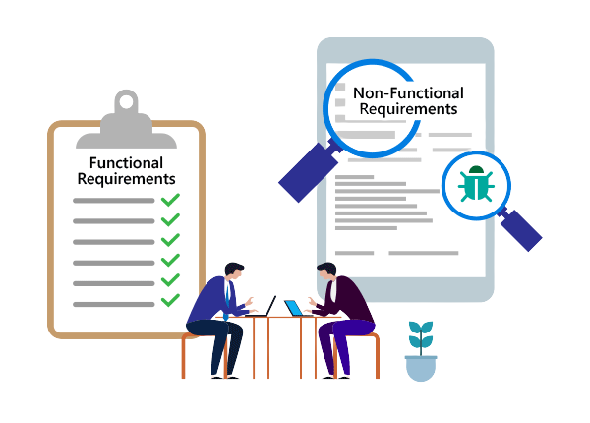 Functional
Requirements
Non-Functional
Requirements